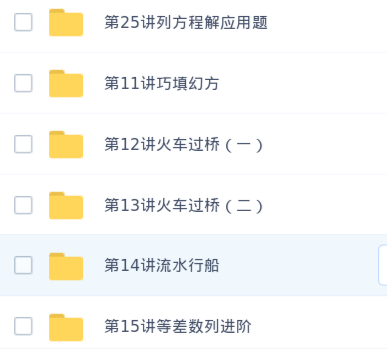 第25讲列方程解应用题
第11讲巧填幻方
第12讲火车过桥（一）
第13讲火车过桥（二）
第14讲流水行船
第15讲等差数列进阶